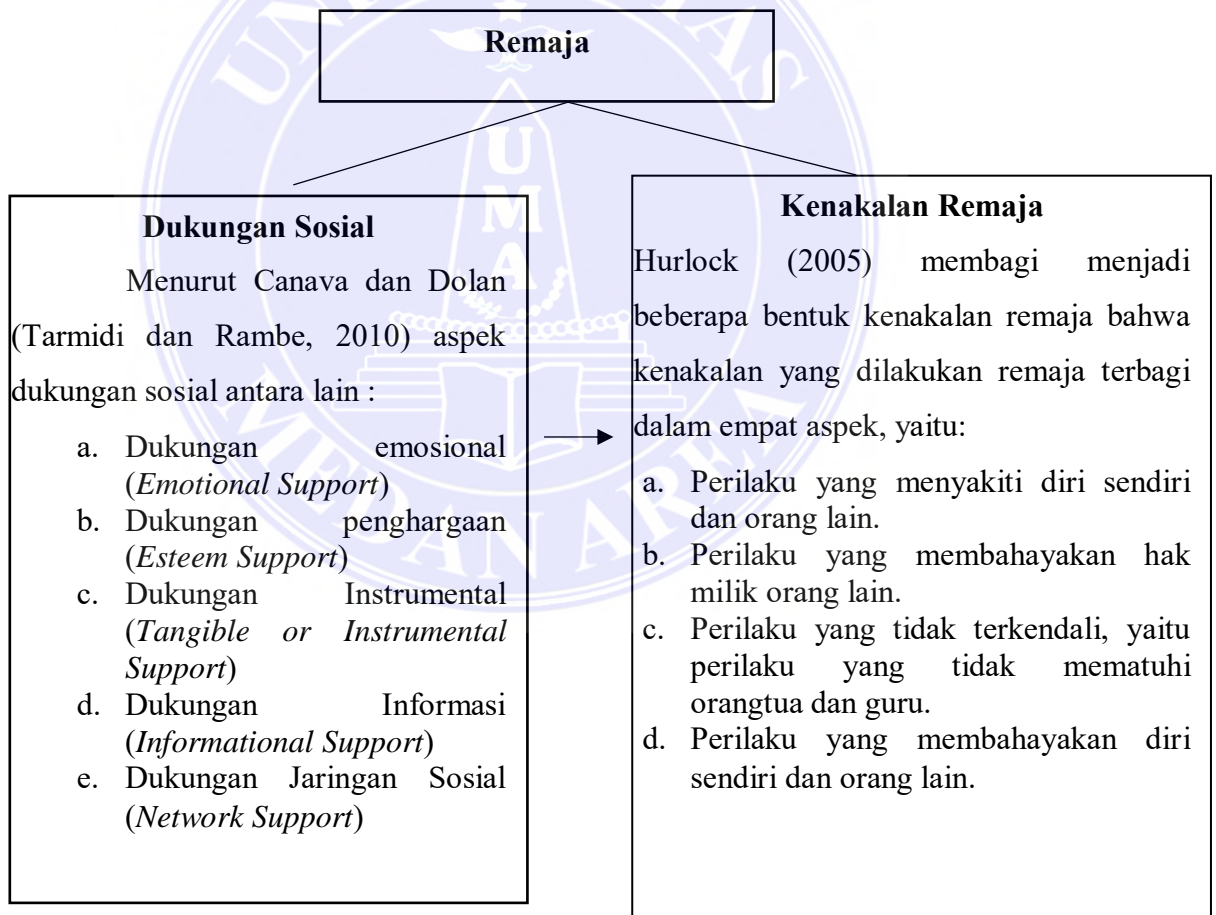 Remaja
Dukungan Sosial
Menurut Canava dan Dolan
(Tarmidi dan Rambe, 2010) aspek
dukungan sosial antara lain :
a. Dukungan emosional
(Emotional Support)
b. Dukungan penghargaan
(Esteem Support)
c. Dukungan Instrumental
(Tangible or Instrumental
Support)
d. Dukungan Informasi
(Informational Support)
e. Dukungan Jaringan Sosial
(Network Support)
Kenakalan Remaja
Hurlock (2005) membagi menjadi
beberapa bentuk kenakalan remaja bahwa
kenakalan yang dilakukan remaja terbagi
dalam empat aspek, yaitu:
a. Perilaku yang menyakiti diri sendiri
dan orang lain.
b. Perilaku yang membahayakan hak
milik orang lain.
c. Perilaku yang tidak terkendali, yaitu
perilaku yang tidak mematuhi
orangtua dan guru.
d. Perilaku yang membahayakan diri
sendiri dan orang lain.
UMA
MEDAN AREA